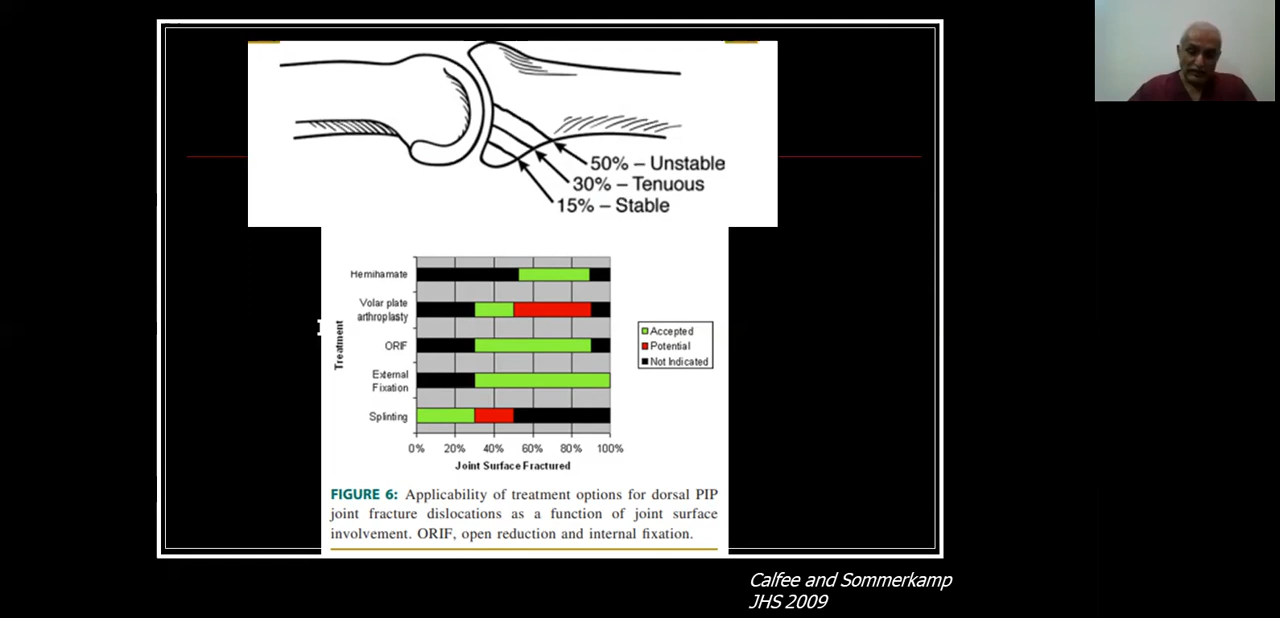 50% – Unstable
30% – Tenuous
15% – Stable
Hemihamate
Volar plate
arthroplasty
ORIF
External
Fixation
Splinting
Treatment
0% 20% 40% 60% 80% 100%
Joint Surface Fractured
Accepted
Potential
Not Indicated
FIGURE 6: Applicability of treatment options for dorsal PIP
joint fracture dislocations as a function of joint surface
involvement. ORIF, open reduction and internal fixation.
Calfee and Sommerkamp
JHS 2009